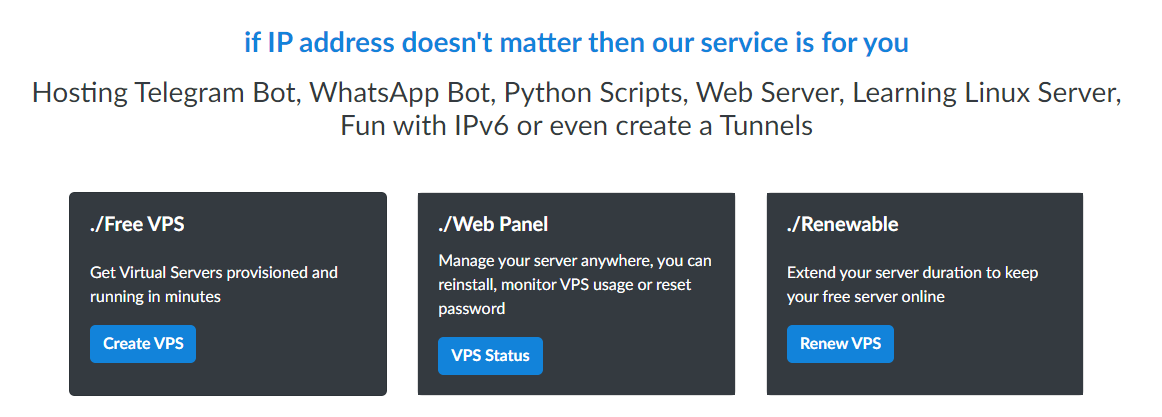 if IP address doesn't matter then our service is for you
Hosting Telegram Bot, WhatsApp Bot, Python Scripts, Web Server, Learning Linux Server,
Fun with IPv6 or even create a Tunnels
./Free VPS
Get Virtual Servers provisioned and
running in minutes
Create VPS
./Web Panel
Manage your server anywhere, you can
reinstall, monitor VPS usage or reset
password
VPS Status
./Renewable
Extend your server duration to keep
your free server online
Renew VPS